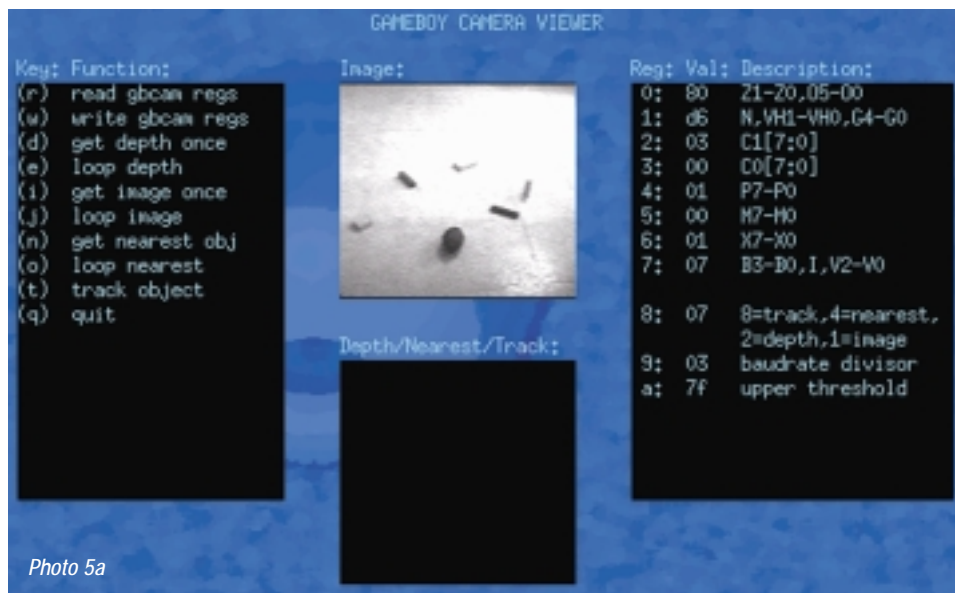 GAMEBOY CAMERA VIEWER
Key: Function:
(r) read gbcam regs
(w) write gbcam regs
(d) get depth once
(e) loop depth
(i) get image once
(j) loop image
(n) get nearest obj
(o) loop nearest
(t) track object
(q) quit
Image:
Depth/Nearest/Track:
Reg: Val: Description:
0: 80 Z1-Z0,O5-O0
1: d6 N,VH1-VH0,G4-G0
2: 03 C1[7:0]
3: 00 C0[7:0]
4: 01 P7-P0
5: 00 M7-M0
6: 01 X7-X0
7: 07 B3-B0,I,V2-V0
8: 07 8=track,4=nearest,
2=depth,1=image
9: 03 baudrate divisor
a: 7f upper threshold
Photo 5a